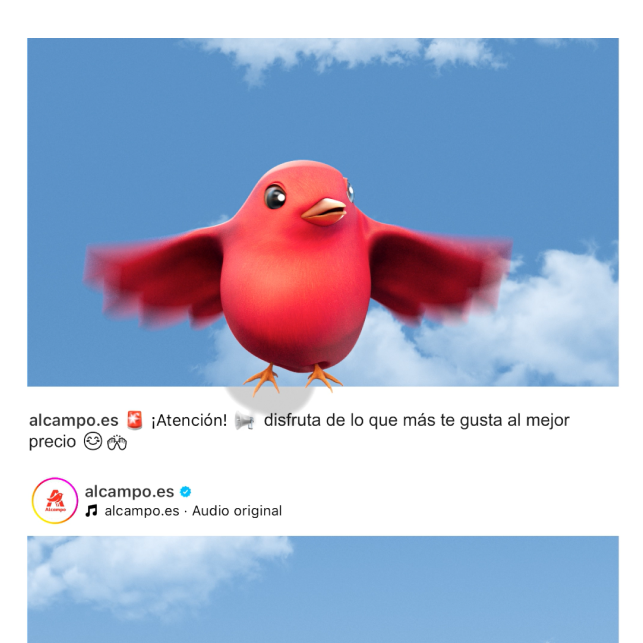 alcampo.es 🚨 ¡Atención! 📢 disfruta de lo que más te gusta al mejor
precio 😊 👏
alcampo.es
Alcampo
alcampo.es · Audio original